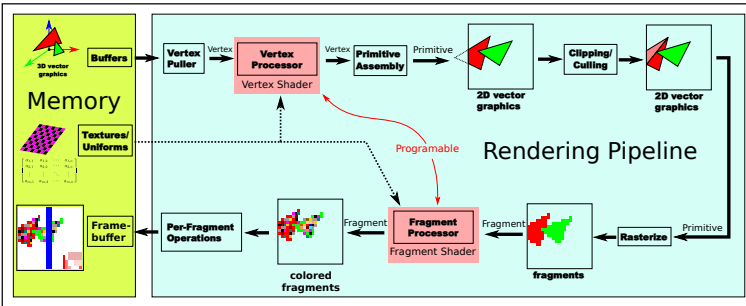 3D vector
graphics
Buffers
Vertex
Puller
Vertex
Vertex
Processor
Vertex Shader
Vertex
Primitive
Assembly
Primitive
2D vector
graphics
Clipping/
Culling
2D vector
graphics
Memory
Textures/
Uniforms
Programable
Rendering Pipeline
Frame-
buffer
Per-Fragment
Operations
colored
fragments
Fragment
Fragment
Processor
Fragment Shader
Fragment
fragments
Rasterize
Primitive